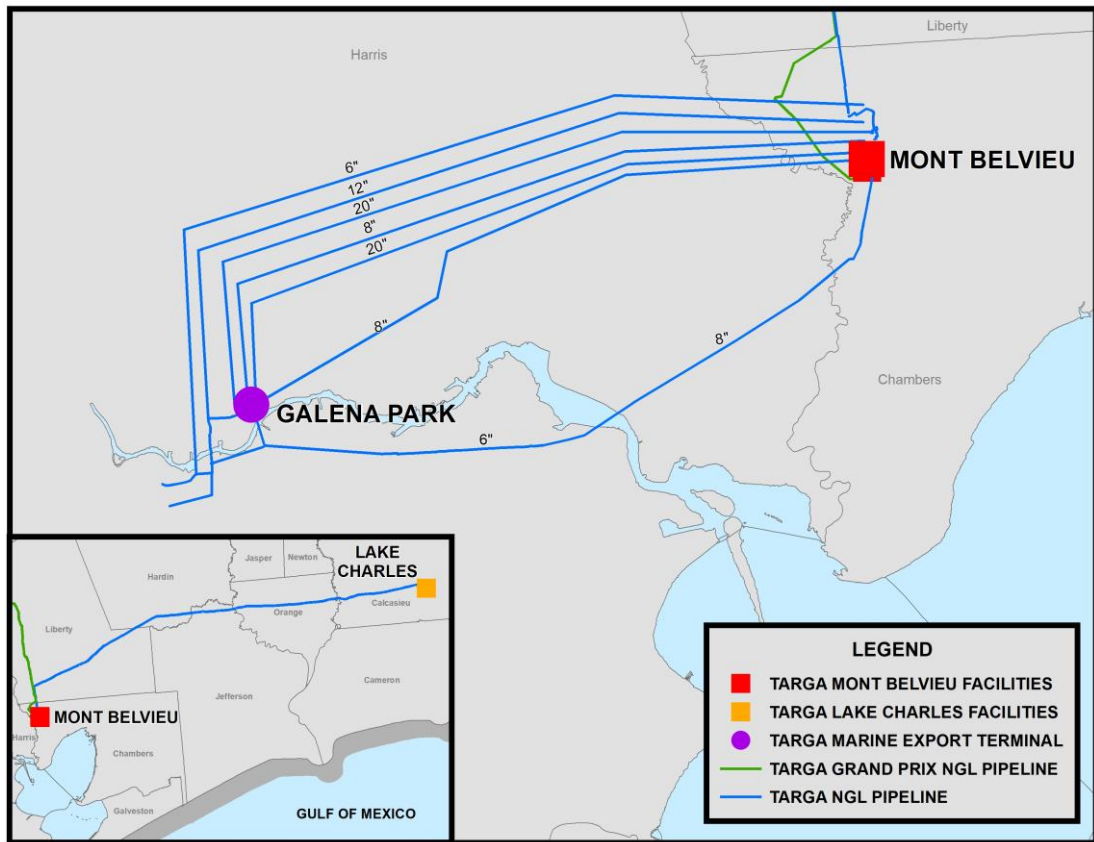 Liberty
Harris
6"
12"
20"
8"
20"
MONT BELVIEU
8"
8"
Chambers
GALENA PARK
6"
LAKE
CHARLES
Jasper
Newton
Hardin
Calcasieu
Orange
Liberty
Jefferson
Cameron
MONT BELVIEU
Harris
Chambers
Galveston
GULF OF MEXICO
LEGEND
TARGA MONT BELVIEU FACILITIES
TARGA LAKE CHARLES FACILITIES
TARGA MARINE EXPORT TERMINAL
TARGA GRAND PRIX NGL PIPELINE
TARGA NGL PIPELINE